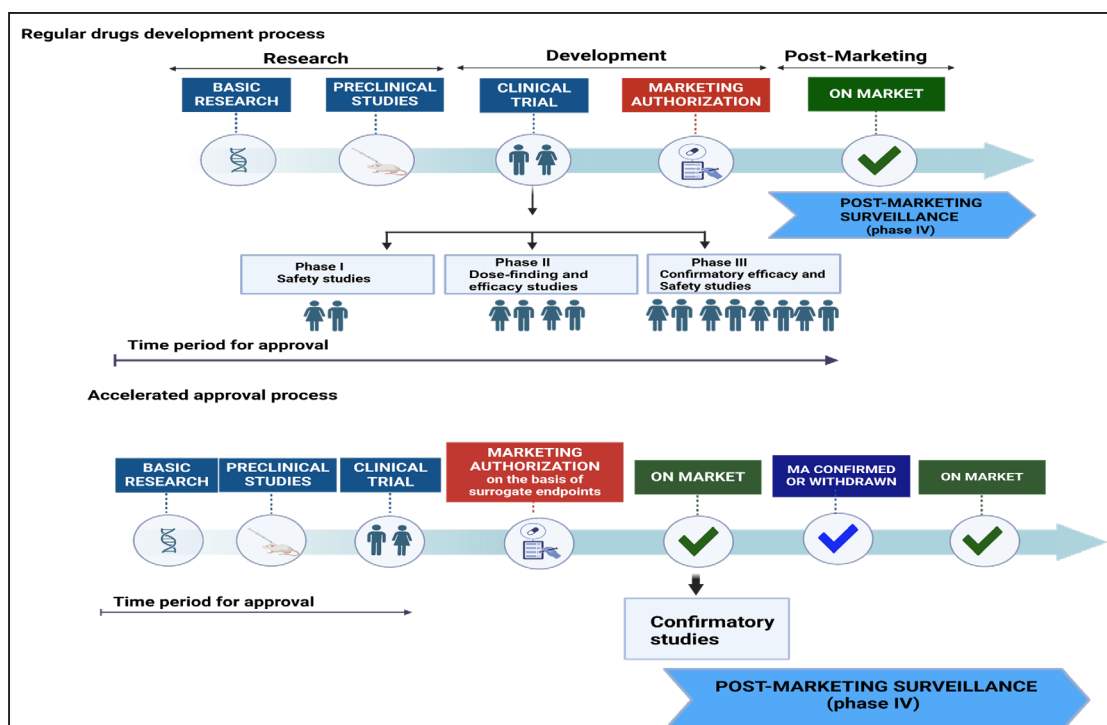 Regular drugs development process
Research
Development
Post-Marketing
BASIC
RESEARCH
PRECLINICAL
STUDIES
CLINICAL
TRIAL
MARKETING
AUTHORIZATION
ON MARKET
POST-MARKETING
SURVEILLANCE
(phase IV)
Phase I
Safety studies
Phase II
Dose-finding and
efficacy studies
Phase III
Confirmatory efficacy and
Safety studies
Time period for approval
Accelerated approval process
BASIC
RESEARCH
PRECLINICAL
STUDIES
CLINICAL
TRIAL
MARKETING
AUTHORIZATION
on the basis of
surrogate endpoints
ON MARKET
MA CONFIRMED
OR WITHDRAWN
ON MARKET
Time period for approval
Confirmatory
studies
POST-MARKETING SURVEILLANCE
(phase IV)